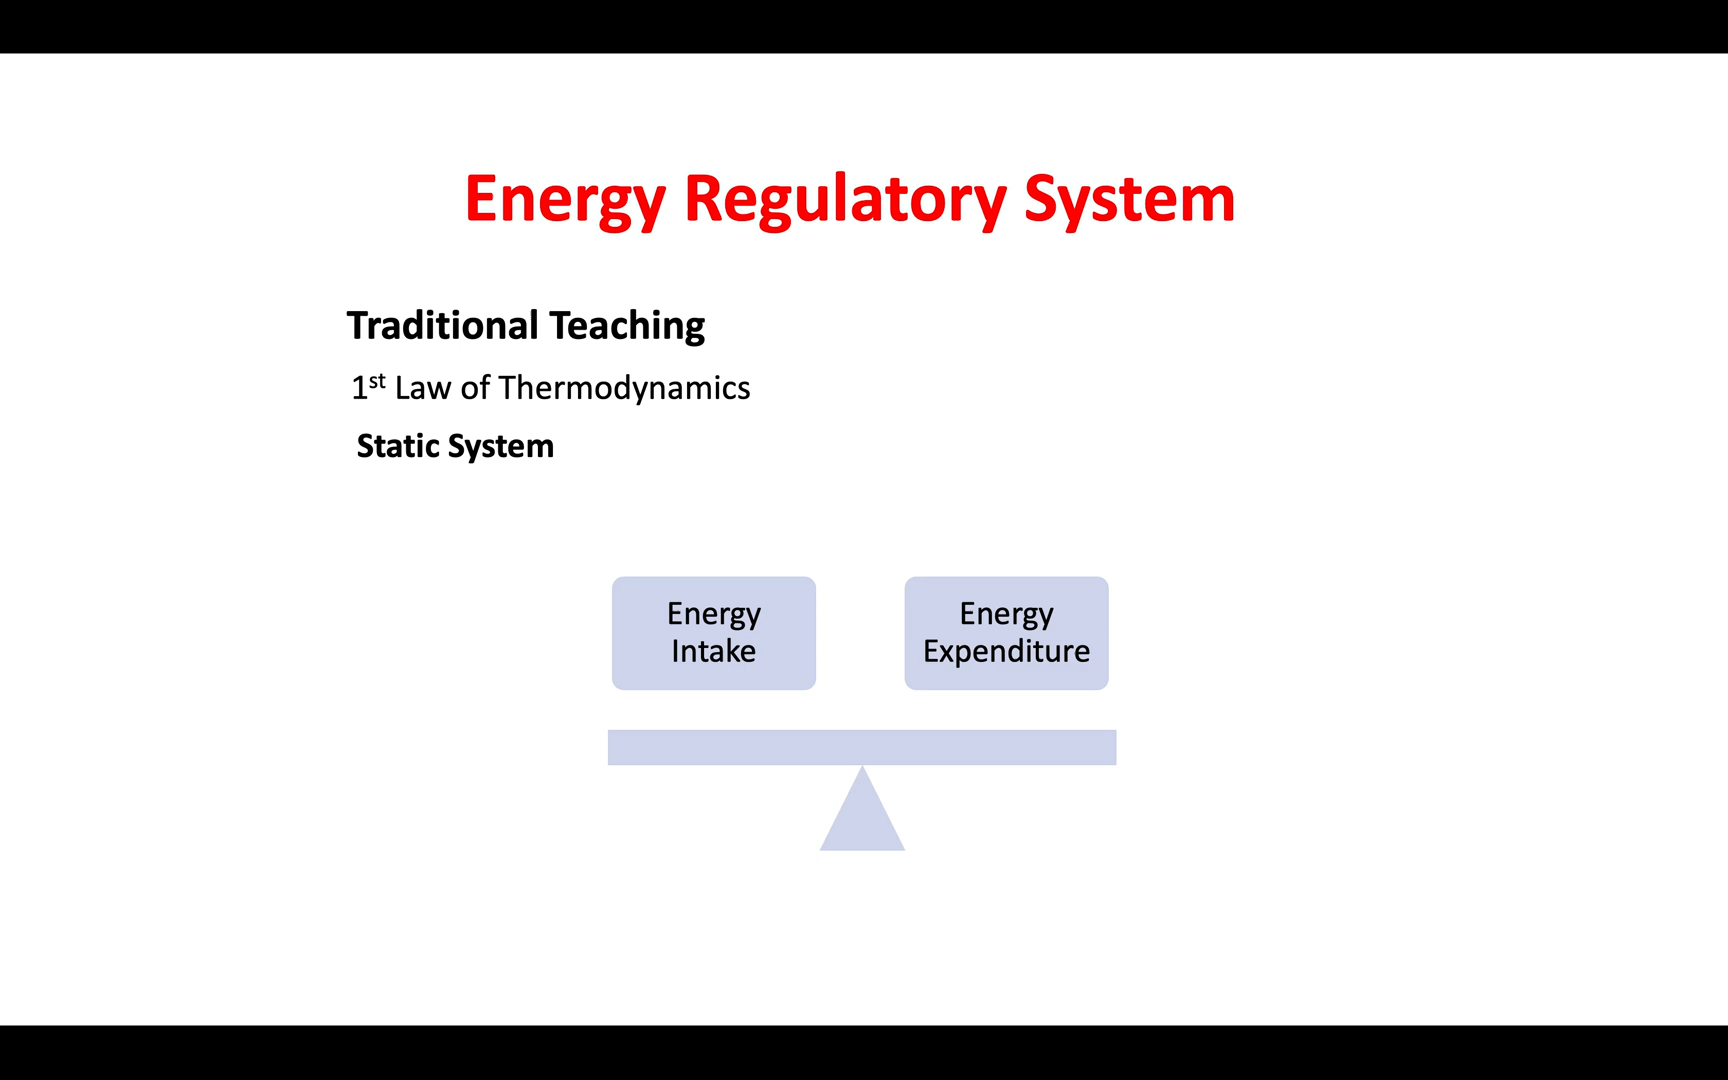 Energy Regulatory System
Traditional Teaching
1st Law of Thermodynamics
Static System
Energy
Intake
Energy
Expenditure